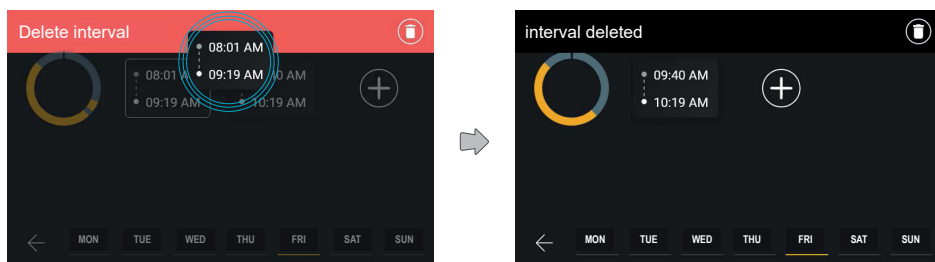 Delete interval
08:01 AM
09:19 AM
08:01 A
0 AM
09:19 AM
10:19 AM
MON TUE WED THU FRI SAT SUN
interval deleted
09:40 AM
10:19 AM
MON TUE WED THU FRI SAT SUN